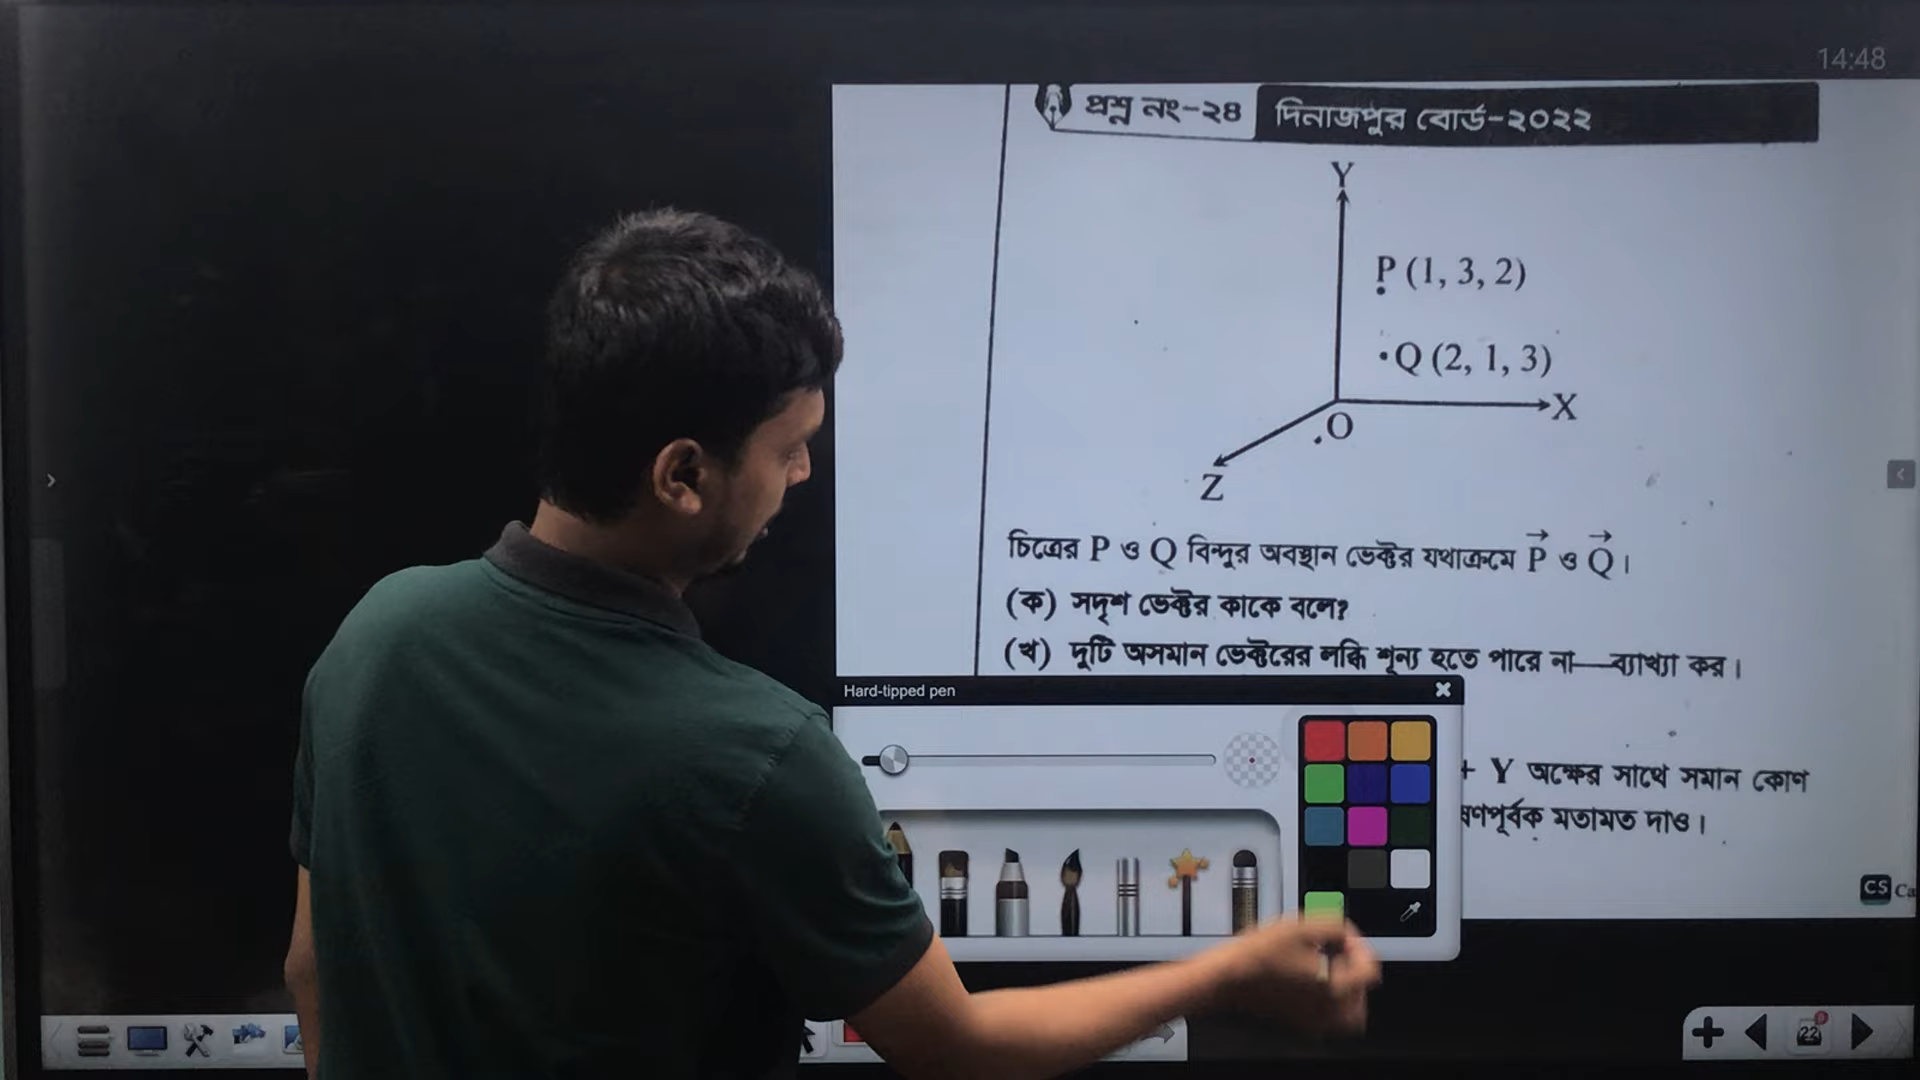 14:48
প্রশ্ন নং-২৪ দিনাজপুর বোর্ড-২০২২
Y
P (1, 3, 2)
Q (2, 1, 3)
X
O
Z
চিত্রের P ও Q বিন্দুর অবস্থান ভেক্টর যথাক্রমে P ও Q।
(ক) সদৃশ ভেক্টর কাকে বলে?
(খ) দুটি অসমান ভেক্টরের লব্ধি শূন্য হতে পারে না—ব্যাখ্যা কর।
Hard-tipped pen
+ Y অক্ষের সাথে সমান কোণ
মতামত দাও।
CS
22